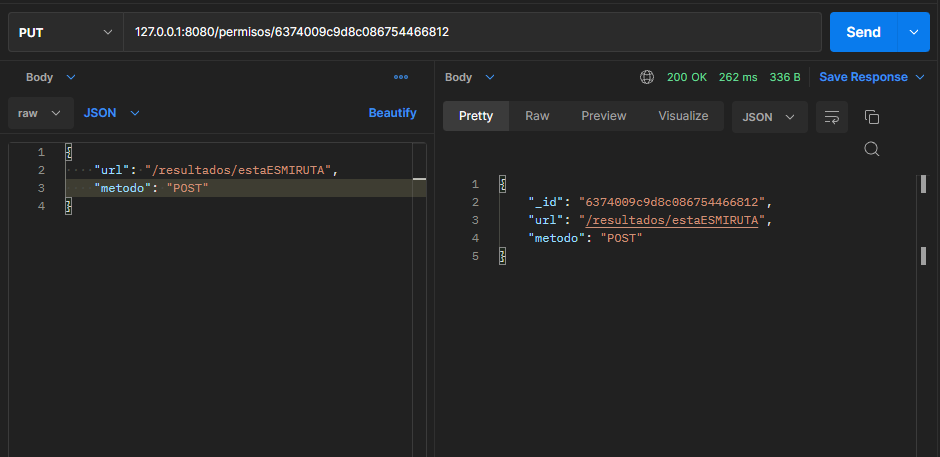 PUT 127.0.0.1:8080/permisos/6374009c9d8c086754466812 Send
Body
raw JSON Beautify
1 {
2 "url": "/resultados/estaESMIRUTA",
3 "metodo": "POST"
4 }
Body 200 OK 262 ms 336 B Save Response
Pretty Raw Preview Visualize JSON
1 {
2 "_id": "6374009c9d8c086754466812",
3 "url": "/resultados/estaESMIRUTA",
4 "metodo": "POST"
5 }